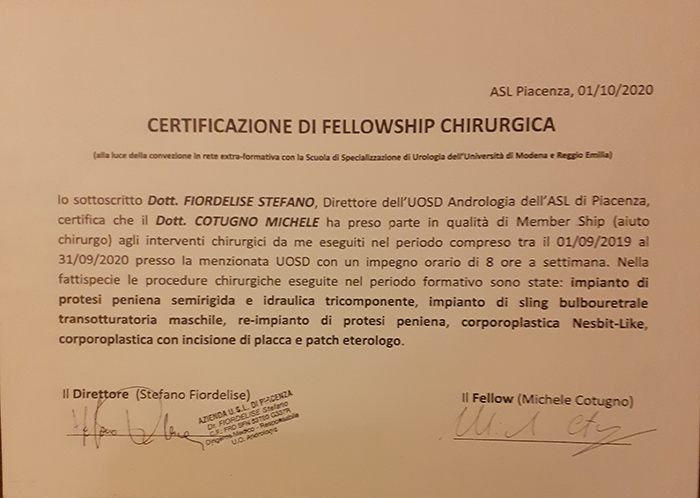 ASL Piacenza, 01/10/2020
CERTIFICAZIONE DI FELLOWSHIP CHIRURGICA
(alla luce della convezione in rete extra-formativa con la Scuola di Specializzazione di Urologia dell'Università di Modena e Reggio Emilia)
Io sottoscritto Dott. FIORDELISE STEFANO, Direttore dell'UOSD Andrologia dell'ASL di Piacenza,
certifica che il Dott. COTUGNO MICHELE ha preso parte in qualità di Member Ship (aiuto
chirurgo) agli interventi chirurgici da me eseguiti nel periodo compreso tra il 01/09/2019 al
31/09/2020 presso la menzionata UOSD con un impegno orario di 8 ore a settimana. Nella
fattispecie le procedure chirurgiche eseguite nel periodo formativo sono state: impianto di
protesi peniena semirigida e idraulica tricomponente, impianto di sling bulbouretrale
transotturatoria maschile, re-impianto di protesi peniena, corporoplastica Nesbit-Like,
corporoplastica con incisione di placca e patch eterologo.
Il Direttore (Stefano Fiordelise)
Il Fellow (Michele Cotugno)
AZIENDA U.S.L. DI PIACENZA
Dr. FIORDELISE Stefano
Dirigente Medico - Responsabile
U.O. Andrologia